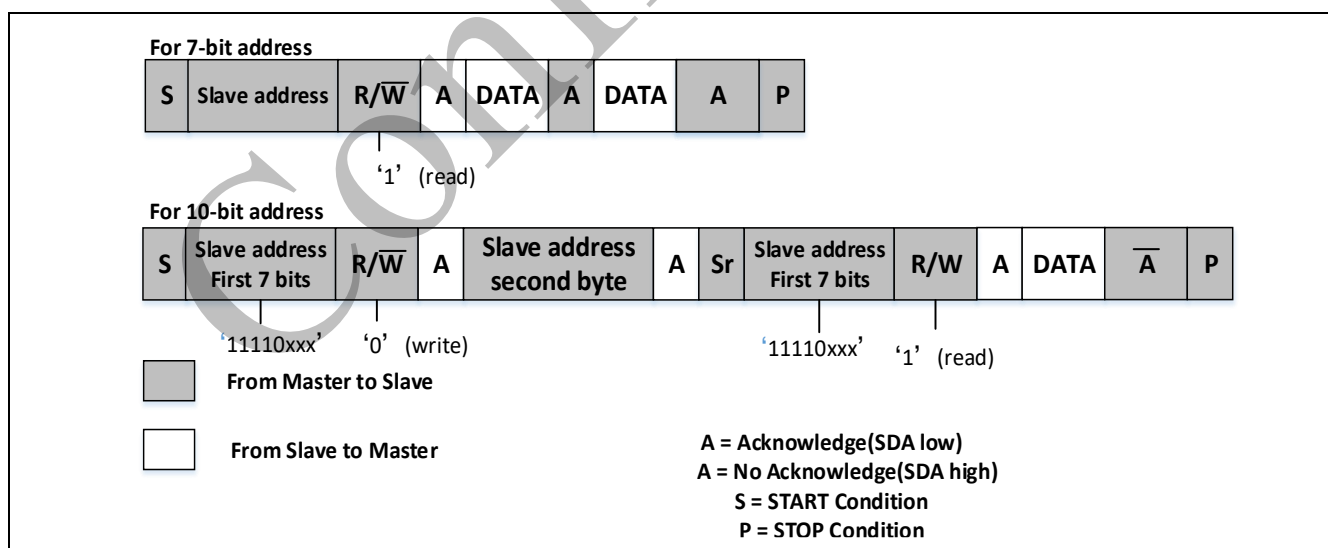 For 7-bit address
S Slave address R/W̅ A DATA A DATA A P
‘1’ (read)
For 10-bit address
S Slave address First 7 bits R/W̅ A Slave address second byte A Sr Slave address First 7 bits R/W A DATA A̅ P
‘11110xxx’ ‘0’ (write) ‘11110xxx’ ‘1’ (read)
From Master to Slave
From Slave to Master
A = Acknowledge(SDA low)
A = No Acknowledge(SDA high)
S = START Condition
P = STOP Condition